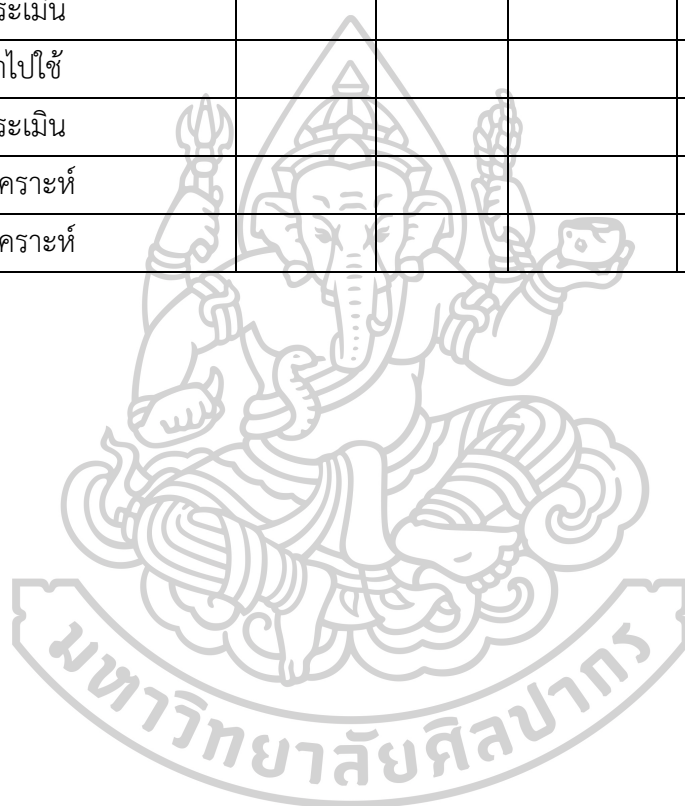 ระเมิน
าไปใช้
ระเมิน
คราะห์
คราะห์
มหาวิทยาลัยศิลปากร